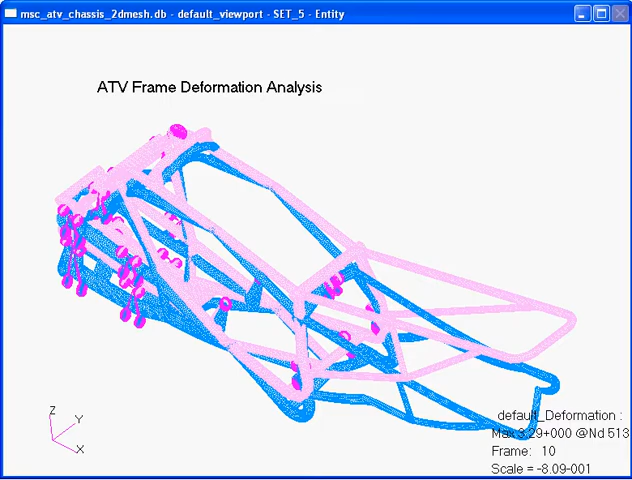 msc_atv_chassis_2dmesh.db - default_viewport - SET_5 - Entity
ATV Frame Deformation Analysis
Z
Y
X
default_Deformation :
Max 3.29+000 @Nd 513
Frame: 10
Scale = -8.09-001